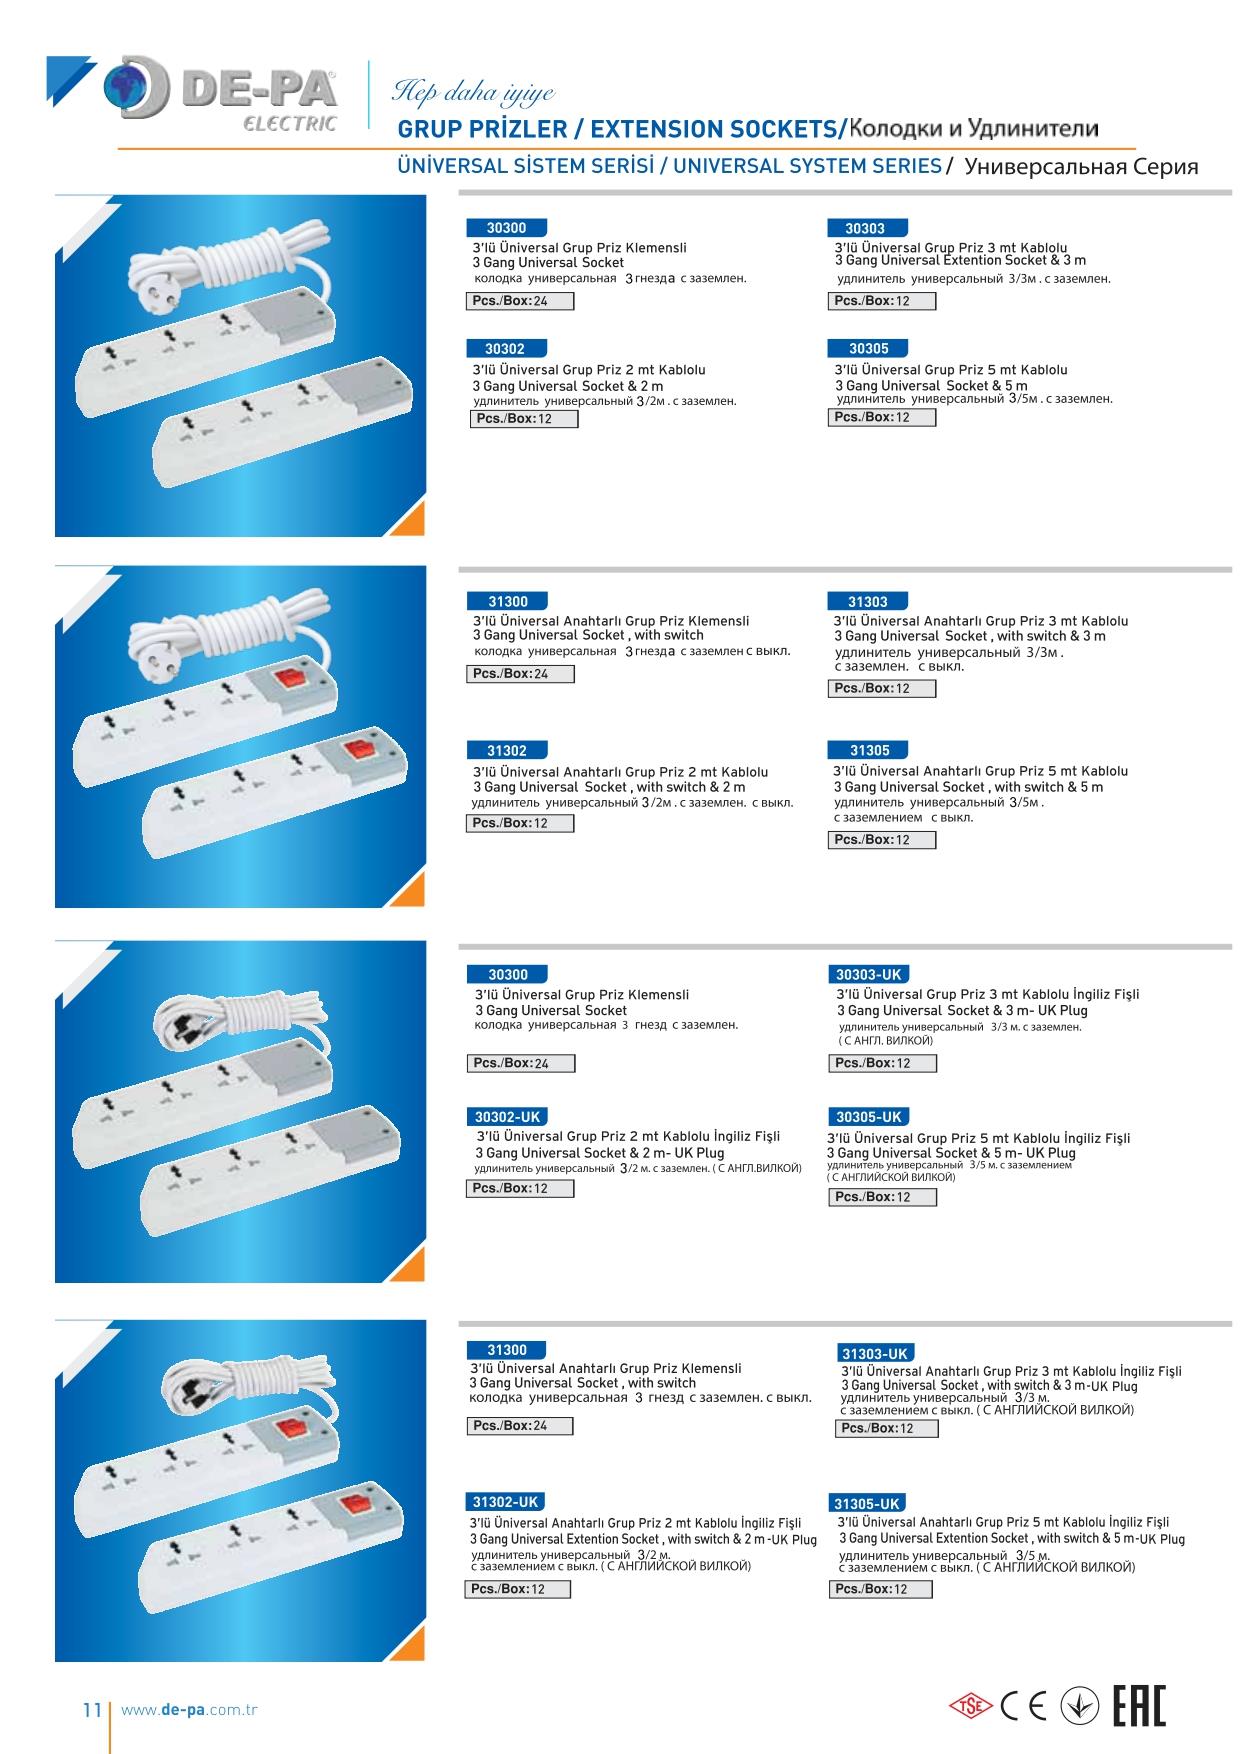 DE-PA
ELECTRIC
Hep daha iyiye
GRUP PRİZLER / EXTENSION SOCKETS/Колодки и Удлинители
ÜNİVERSAL SİSTEM SERİSİ / UNIVERSAL SYSTEM SERIES / Универсальная Серия
30300
3'lü Üniversal Grup Priz Klemensli
3 Gang Universal Socket
колодка универсальная 3 гнезда с заземлен.
Pcs./Box: 24
30303
3'lü Üniversal Grup Priz 3 mt Kablolu
3 Gang Universal Extention Socket & 3 m
удлинитель универсальный 3/3м . с заземлен.
Pcs./Box: 12
30302
3'lü Üniversal Grup Priz 2 mt Kablolu
3 Gang Universal Socket & 2 m
удлинитель универсальный 3/2м . с заземлен.
Pcs./Box: 12
30305
3'lü Üniversal Grup Priz 5 mt Kablolu
3 Gang Universal Socket & 5 m
удлинитель универсальный 3/5м . с заземлен.
Pcs./Box: 12
31300
3'lü Üniversal Anahtarlı Grup Priz Klemensli
3 Gang Universal Socket , with switch
колодка универсальная 3 гнезда с заземлен с выкл.
Pcs./Box: 24
31303
3'lü Üniversal Anahtarlı Grup Priz 3 mt Kablolu
3 Gang Universal Socket , with switch & 3 m
удлинитель универсальный 3/3м .
с заземлен. с выкл.
Pcs./Box: 12
31302
3'lü Üniversal Anahtarlı Grup Priz 2 mt Kablolu
3 Gang Universal Socket , with switch & 2 m
удлинитель универсальный 3/2м . с заземлен. с выкл.
Pcs./Box: 12
31305
3'lü Üniversal Anahtarlı Grup Priz 5 mt Kablolu
3 Gang Universal Socket , with switch & 5 m
удлинитель универсальный 3/5м .
с заземлением с выкл.
Pcs./Box: 12
30300
3'lü Üniversal Grup Priz Klemensli
3 Gang Universal Socket
колодка универсальная 3 гнезд с заземлен.
Pcs./Box: 24
30303-UK
3'lü Üniversal Grup Priz 3 mt Kablolu İngiliz Fişli
3 Gang Universal Socket & 3 m- UK Plug
удлинитель универсальный 3/3 м. с заземлен.
( С АНГЛ. ВИЛКОЙ)
Pcs./Box: 12
30302-UK
3'lü Üniversal Grup Priz 2 mt Kablolu İngiliz Fişli
3 Gang Universal Socket & 2 m- UK Plug
удлинитель универсальный 3/2 м. с заземлен. ( С АНГЛ.ВИЛКОЙ)
Pcs./Box: 12
30305-UK
3'lü Üniversal Grup Priz 5 mt Kablolu İngiliz Fişli
3 Gang Universal Socket & 5 m- UK Plug
удлинитель универсальный 3/5 м. с заземлением
( С АНГЛИЙСКОЙ ВИЛКОЙ)
Pcs./Box: 12
31300
3'lü Üniversal Anahtarlı Grup Priz Klemensli
3 Gang Universal Socket , with switch
колодка универсальная 3 гнезд с заземлен. с выкл.
Pcs./Box: 24
31303-UK
3'lü Üniversal Anahtarlı Grup Priz 3 mt Kablolu İngiliz Fişli
3 Gang Universal Socket , with switch & 3 m-UK Plug
удлинитель универсальный 3/3 м.
с заземлением с выкл. ( С АНГЛИЙСКОЙ ВИЛКОЙ)
Pcs./Box: 12
31302-UK
3'lü Üniversal Anahtarlı Grup Priz 2 mt Kablolu İngiliz Fişli
3 Gang Universal Extention Socket , with switch & 2 m -UK Plug
удлинитель универсальный 3/2 м.
с заземлением с выкл. ( С АНГЛИЙСКОЙ ВИЛКОЙ)
Pcs./Box: 12
31305-UK
3'lü Üniversal Anahtarlı Grup Priz 5 mt Kablolu İngiliz Fişli
3 Gang Universal Extention Socket , with switch & 5 m-UK Plug
удлинитель универсальный 3/5 м.
с заземлением с выкл. ( С АНГЛИЙСКОЙ ВИЛКОЙ)
Pcs./Box: 12
11 www.de-pa.com.tr
TSE CE EAC